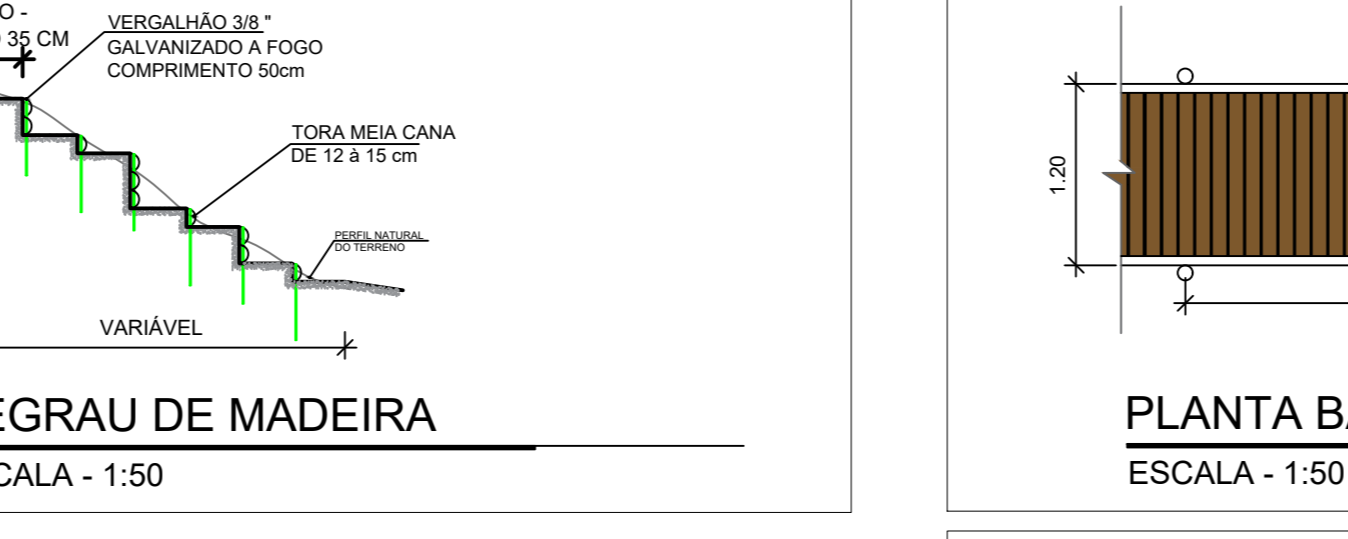 O -
35 CM
VERGALHÃO 3/8 "
GALVANIZADO A FOGO
COMPRIMENTO 50cm
TORA MEIA CANA
DE 12 à 15 cm
PERFIL NATURAL
DO TERRENO
VARIÁVEL
EGRAU DE MADEIRA
CALA - 1:50
1.20
PLANTA BA
ESCALA - 1:50